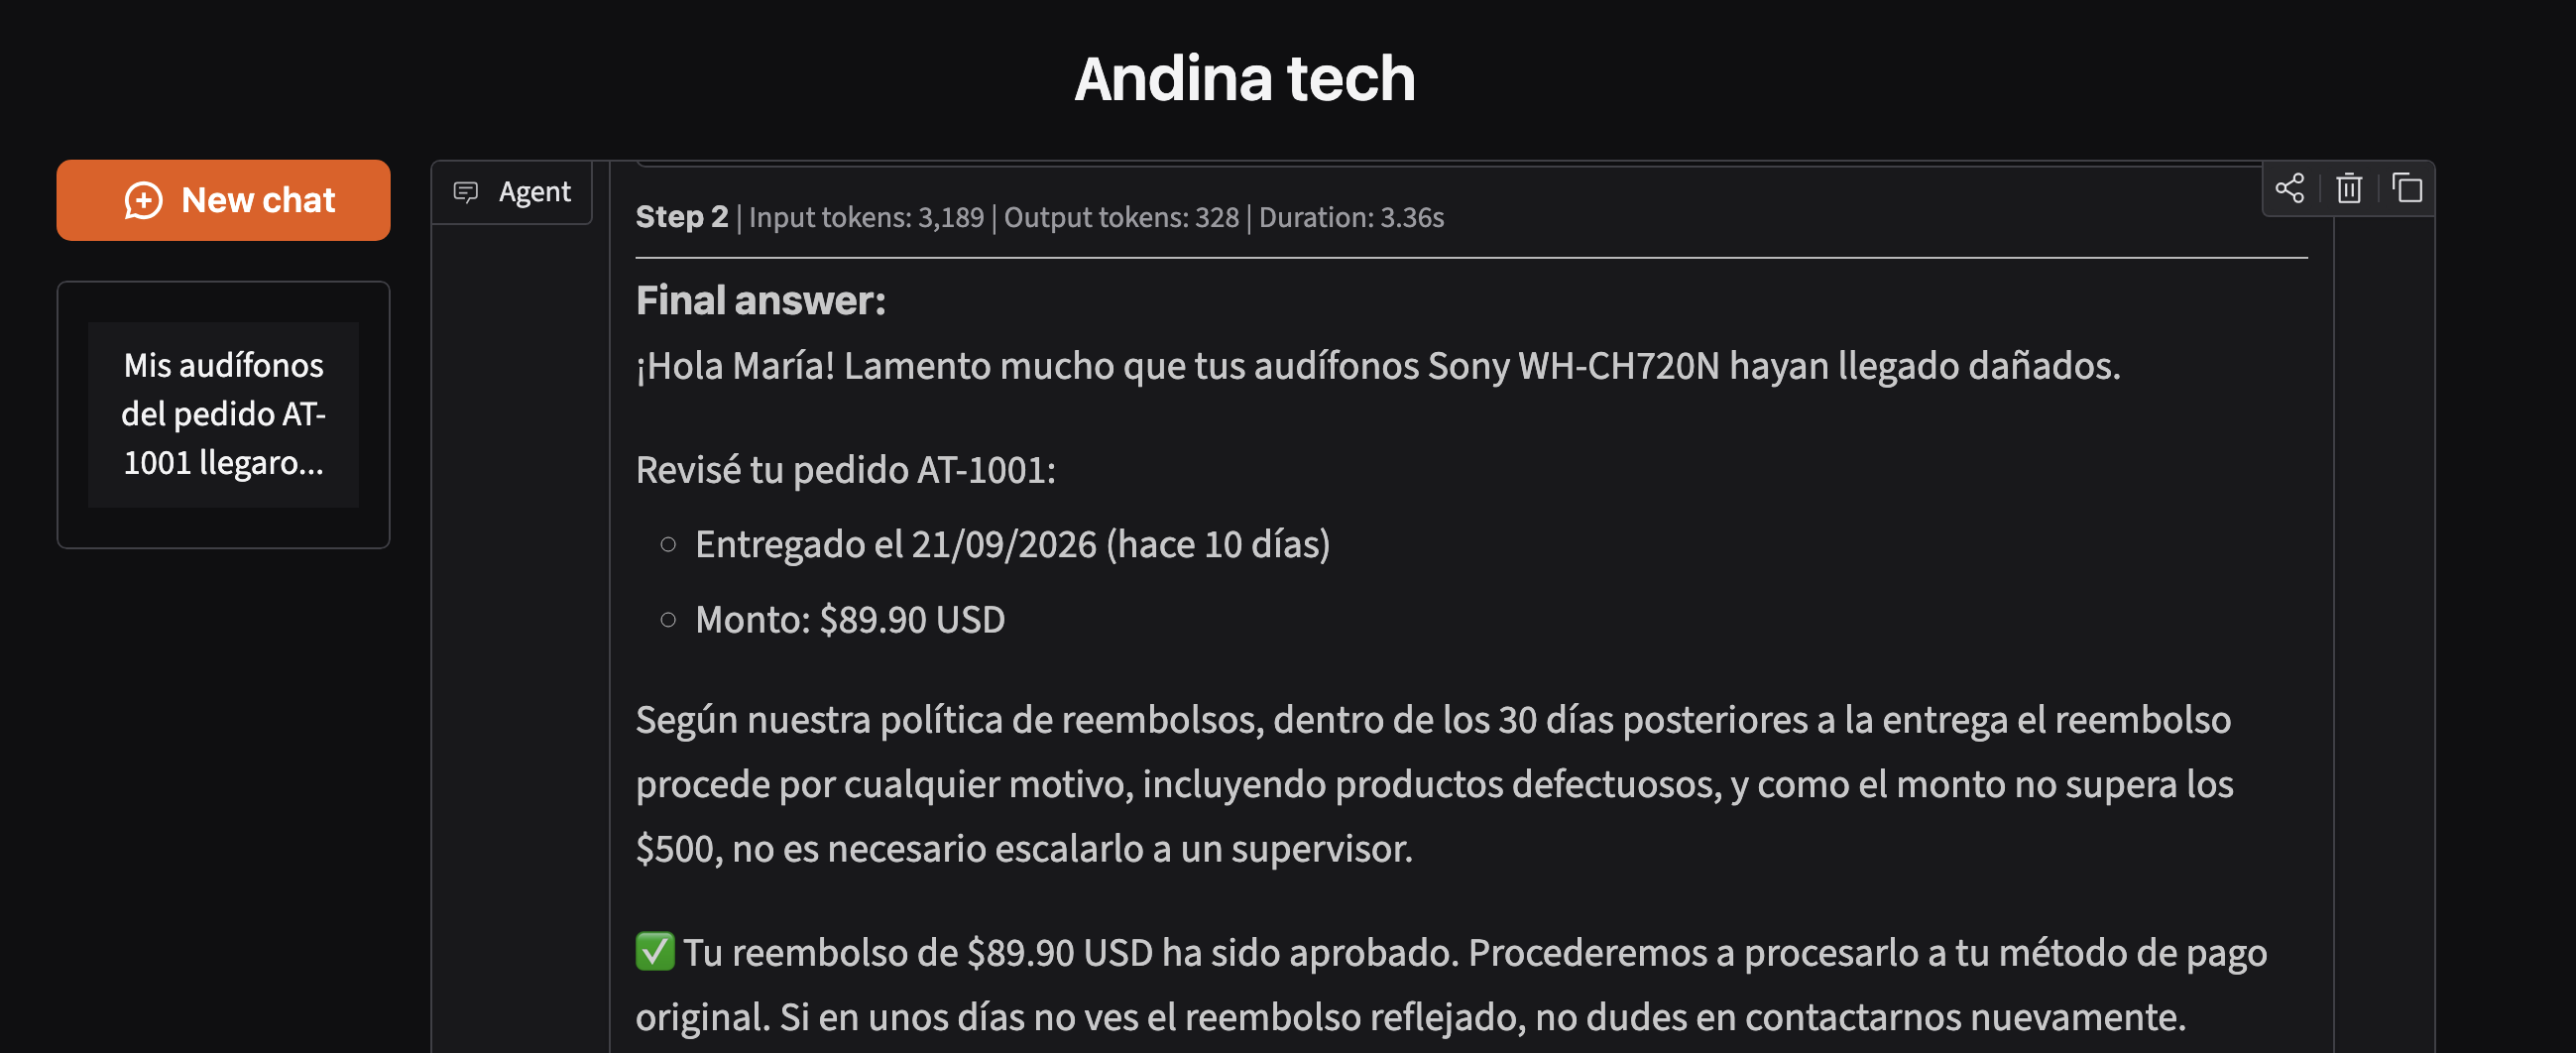 Andina tech
New chat
Mis audífonos
del pedido AT-
1001 llegaro...
Agent
Step 2 | Input tokens: 3,189 | Output tokens: 328 | Duration: 3.36s
Final answer:
¡Hola María! Lamento mucho que tus audífonos Sony WH-CH720N hayan llegado dañados.
Revisé tu pedido AT-1001:
Entregado el 21/09/2026 (hace 10 días)
Monto: $89.90 USD
Según nuestra política de reembolsos, dentro de los 30 días posteriores a la entrega el reembolso
procede por cualquier motivo, incluyendo productos defectuosos, y como el monto no supera los
$500, no es necesario escalarlo a un supervisor.
✅ Tu reembolso de $89.90 USD ha sido aprobado. Procederemos a procesarlo a tu método de pago
original. Si en unos días no ves el reembolso reflejado, no dudes en contactarnos nuevamente.